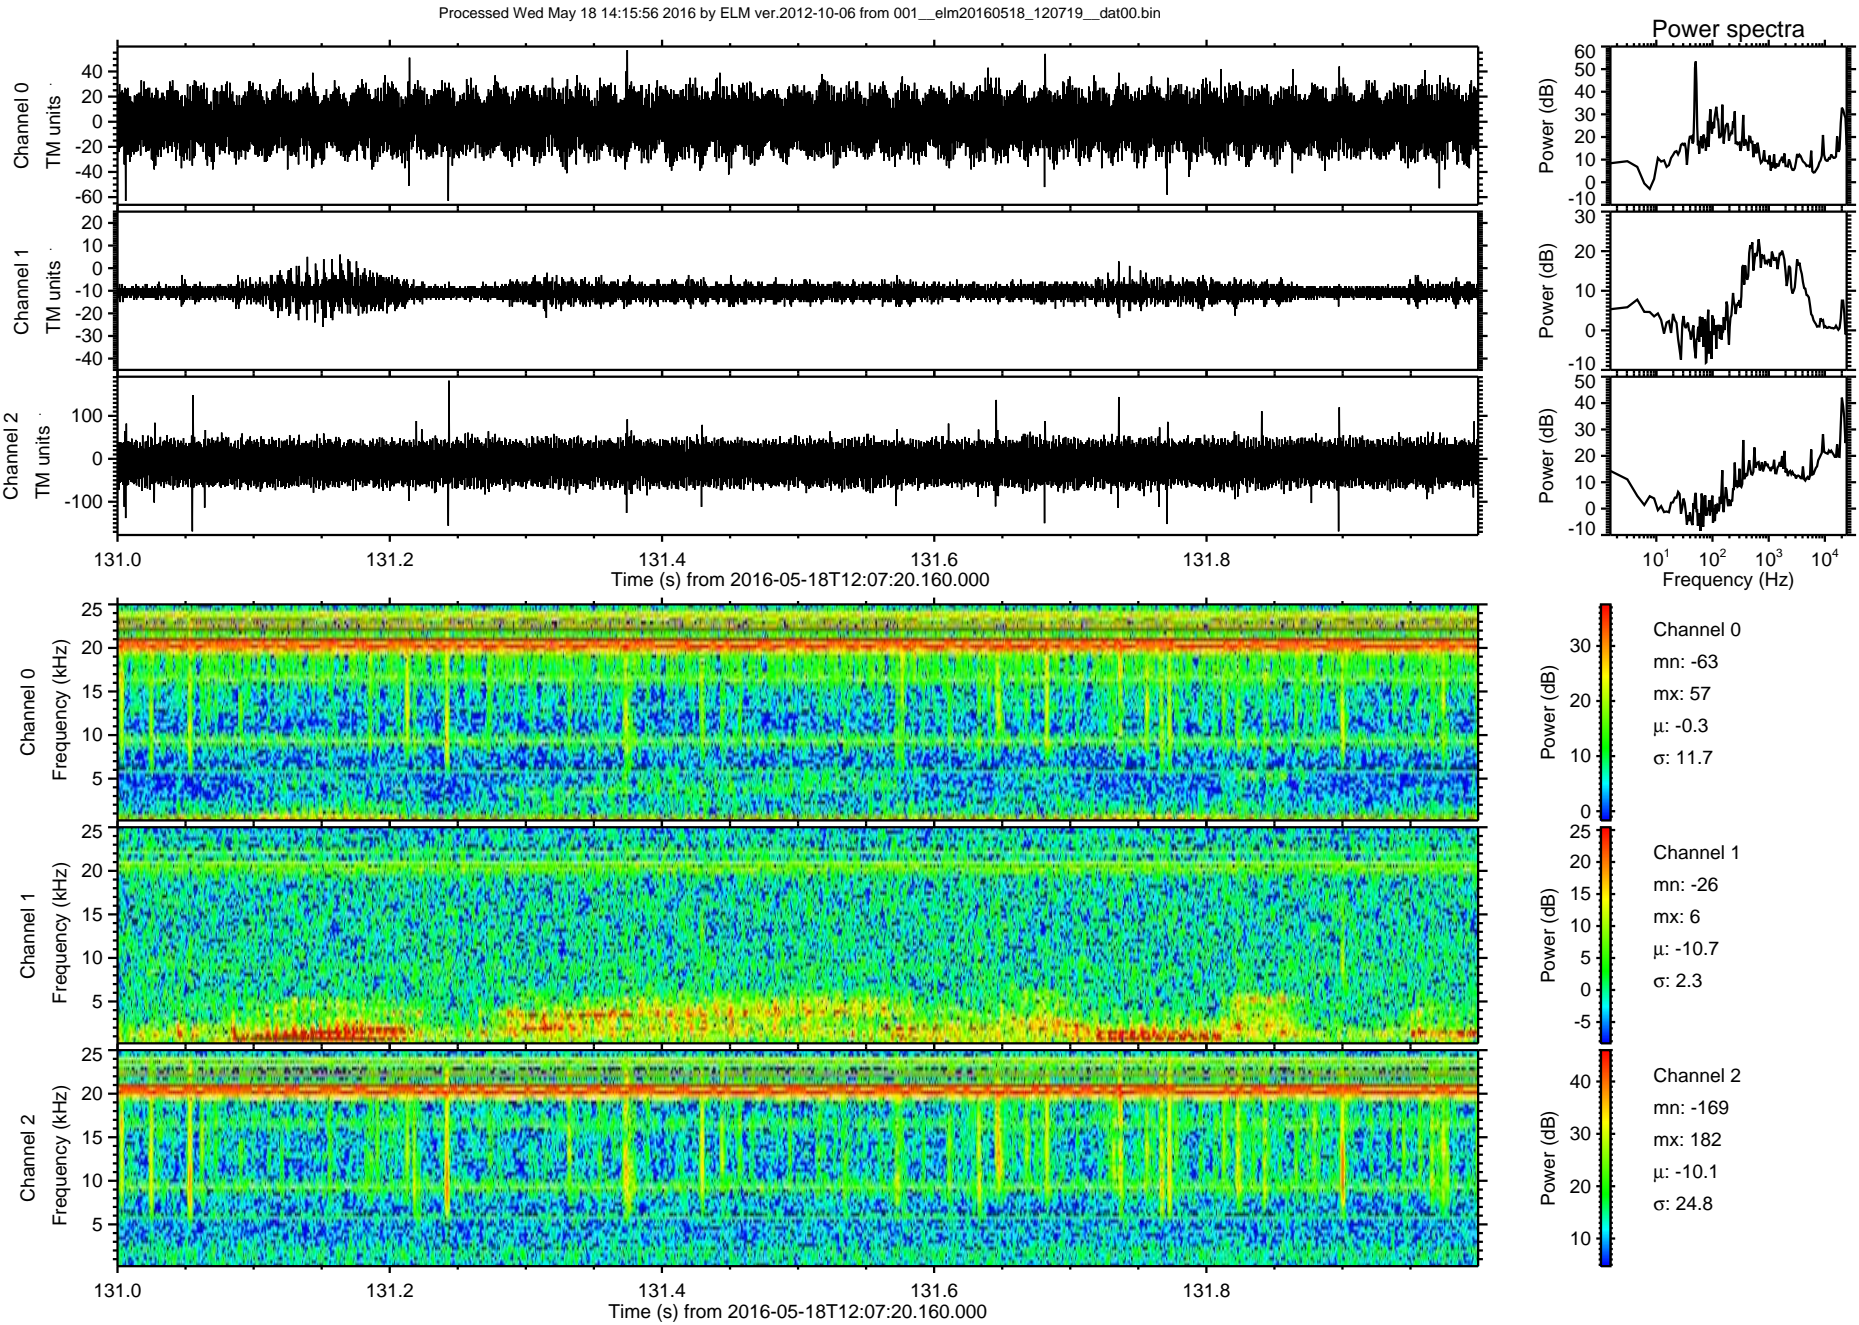 Processed Wed May 18 14:15:56 2016 by ELM ver.2012-10-06 from 001__elm20160518_120719__dat00.bin
Power spectra
Channel 0
TM units
40
20
0
-20
-40
-60
Power (dB)
60
50
40
30
20
10
0
-10
Channel 1
TM units
20
10
0
-10
-20
-30
-40
Power (dB)
30
20
10
0
-10
Channel 2
TM units
100
0
-100
Power (dB)
50
40
30
20
10
0
-10
131.0 131.2 131.4 131.6 131.8
Time (s) from 2016-05-18T12:07:20.160.000
10¹ 10² 10³ 10⁴
Frequency (Hz)
Channel 0
Frequency (kHz)
25
20
15
10
5
Power (dB)
30
20
10
0
Channel 0
mn: -63
mx: 57
μ: -0.3
σ: 11.7
Channel 1
Frequency (kHz)
25
20
15
10
5
Power (dB)
25
20
15
10
5
0
-5
Channel 1
mn: -26
mx: 6
μ: -10.7
σ: 2.3
Channel 2
Frequency (kHz)
25
20
15
10
5
Power (dB)
40
30
20
10
Channel 2
mn: -169
mx: 182
μ: -10.1
σ: 24.8
131.0 131.2 131.4 131.6 131.8
Time (s) from 2016-05-18T12:07:20.160.000